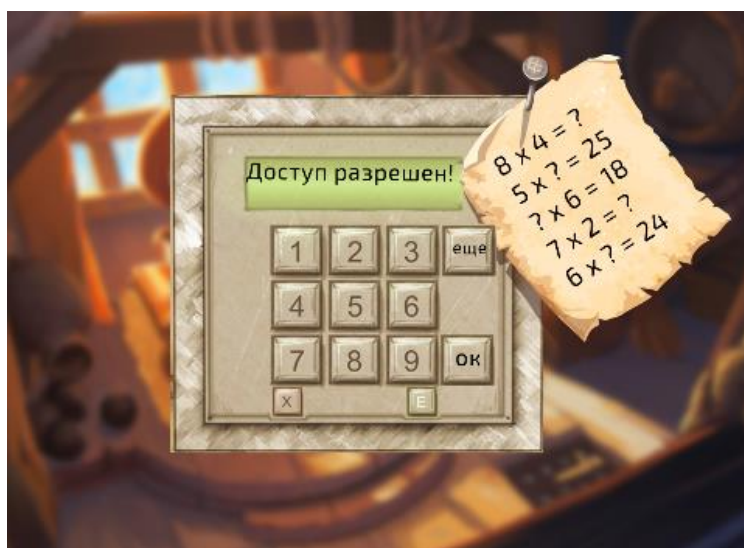 Доступ разрешен!
8 x 4 = ?
5 x ? = 25
? x 6 = 18
7 x 2 = ?
6 x ? = 24
1 2 3 еще
4 5 6
7 8 9 ок
X E